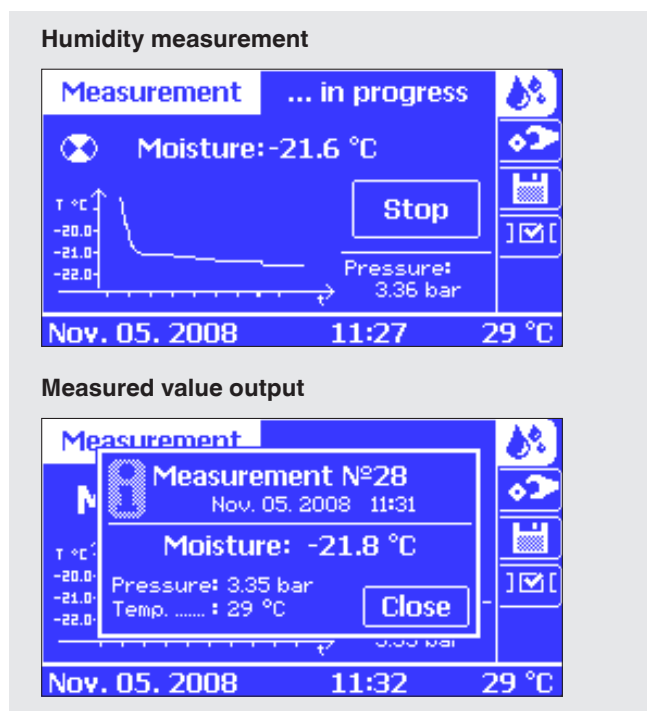 Humidity measurement
Measurement ... in progress
Moisture: -21.6 °C
T °C
-20.0
-21.0
-22.0
t
Stop
Pressure:
3.36 bar
Nov. 05. 2008 11:27 29 °C
Measured value output
Measurement
Measurement Nº28
Nov. 05. 2008 11:31
Moisture: -21.8 °C
Pressure: 3.35 bar
Temp. ....... : 29 °C
Close
T °C
-20.0
-21.0
-22.0
t
Nov. 05. 2008 11:32 29 °C